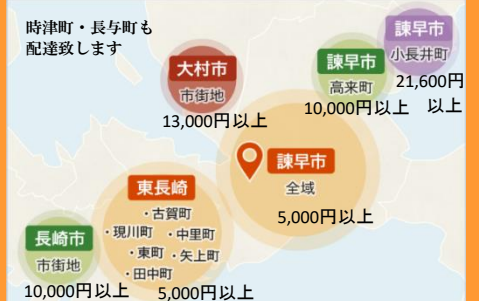 時津町・長与町も
配達致します
大村市
市街地
13,000円以上
諫早市
高来町
10,000円以上
諫早市
小長井町
21,600円
以上
諫早市
全域
5,000円以上
東長崎
・古賀町
・現川町 ・中里町
・東町 ・矢上町
・田中町
5,000円以上
長崎市
市街地
10,000円以上